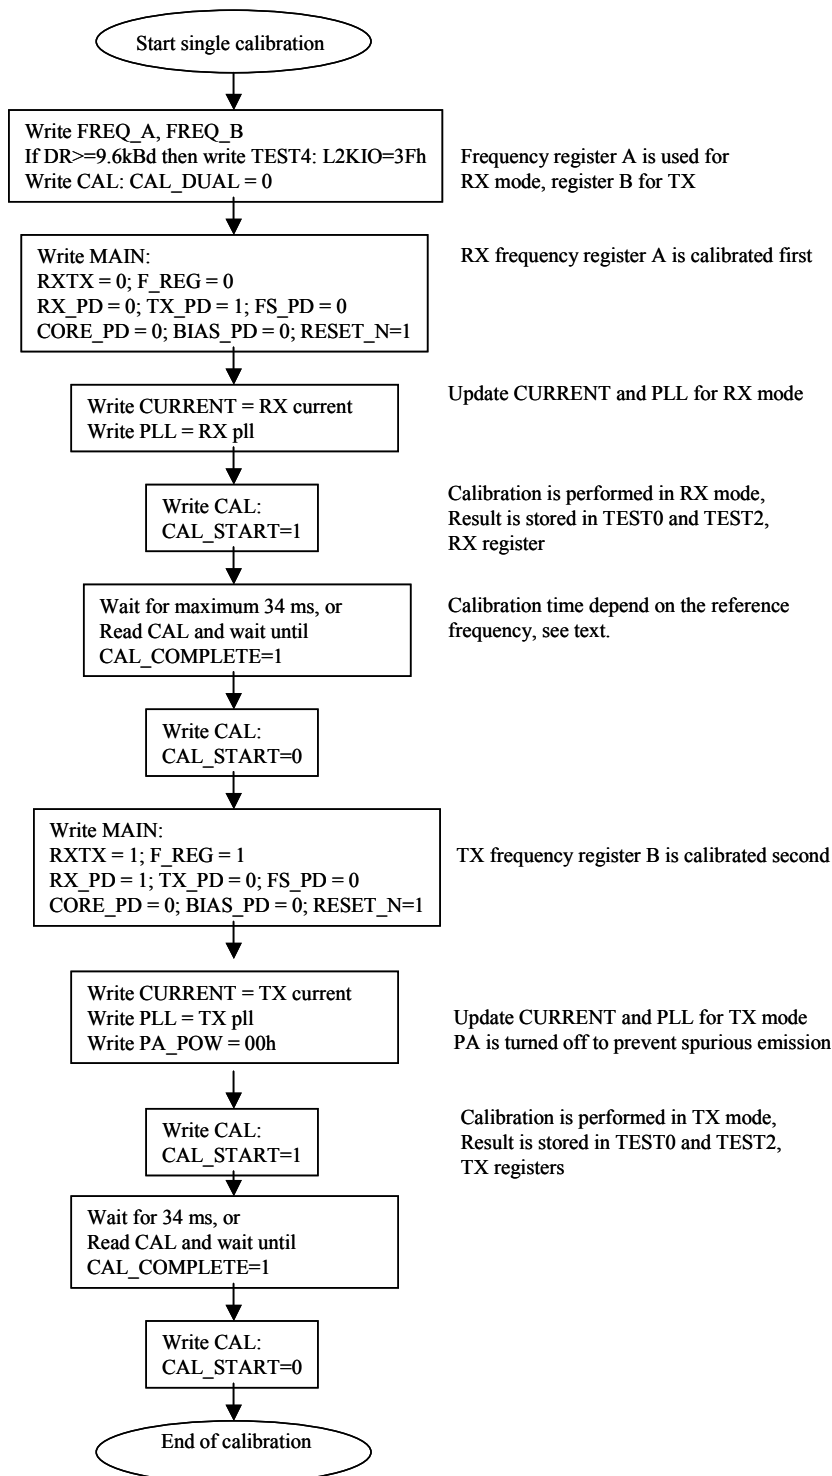 Start single calibration
Write FREQ_A, FREQ_B
If DR>=9.6kBd then write TEST4: L2KIO=3Fh
Write CAL: CAL_DUAL = 0
Frequency register A is used for
RX mode, register B for TX
Write MAIN:
RXTX = 0; F_REG = 0
RX_PD = 0; TX_PD = 1; FS_PD = 0
CORE_PD = 0; BIAS_PD = 0; RESET_N=1
RX frequency register A is calibrated first
Write CURRENT = RX current
Write PLL = RX pll
Update CURRENT and PLL for RX mode
Write CAL:
CAL_START=1
Calibration is performed in RX mode,
Result is stored in TEST0 and TEST2,
RX register
Wait for maximum 34 ms, or
Read CAL and wait until
CAL_COMPLETE=1
Calibration time depend on the reference
frequency, see text.
Write CAL:
CAL_START=0
Write MAIN:
RXTX = 1; F_REG = 1
RX_PD = 1; TX_PD = 0; FS_PD = 0
CORE_PD = 0; BIAS_PD = 0; RESET_N=1
TX frequency register B is calibrated second
Write CURRENT = TX current
Write PLL = TX pll
Write PA_POW = 00h
Update CURRENT and PLL for TX mode
PA is turned off to prevent spurious emission
Write CAL:
CAL_START=1
Calibration is performed in TX mode,
Result is stored in TEST0 and TEST2,
TX registers
Wait for 34 ms, or
Read CAL and wait until
CAL_COMPLETE=1
Write CAL:
CAL_START=0
End of calibration